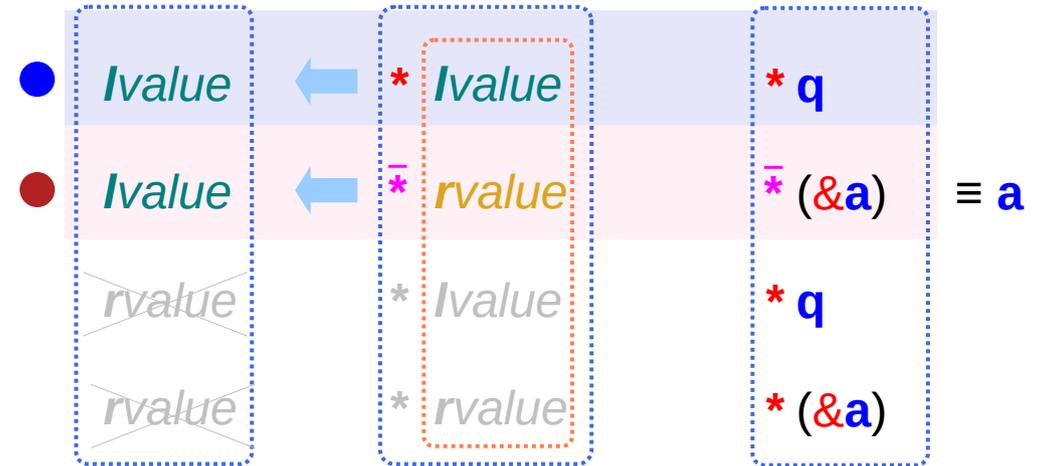 lvalue * lvalue * q
lvalue *̅ rvalue *̅ (&a) ≡ a
rvalue * lvalue * q
rvalue * rvalue * (&a)